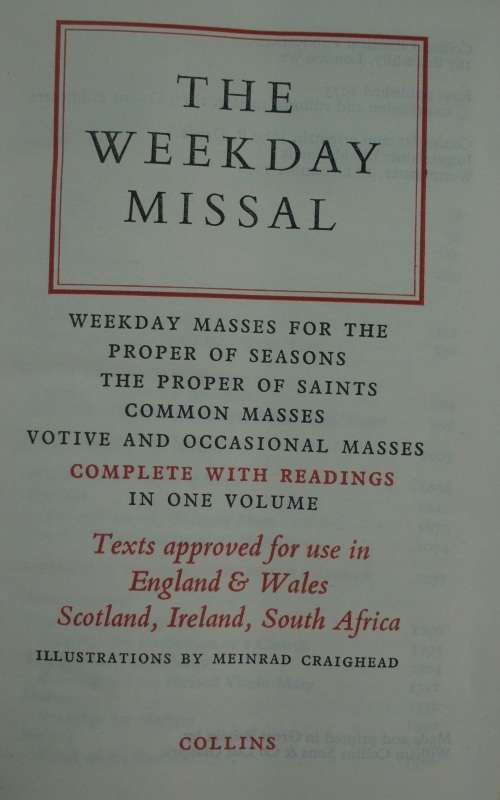 THE
WEEKDAY
MISSAL
WEEKDAY MASSES FOR THE
PROPER OF SEASONS
THE PROPER OF SAINTS
COMMON MASSES
VOTIVE AND OCCASIONAL MASSES
COMPLETE WITH READINGS
IN ONE VOLUME
Texts approved for use in
England & Wales
Scotland, Ireland, South Africa
ILLUSTRATIONS BY MEINRAD CRAIGHEAD
COLLINS